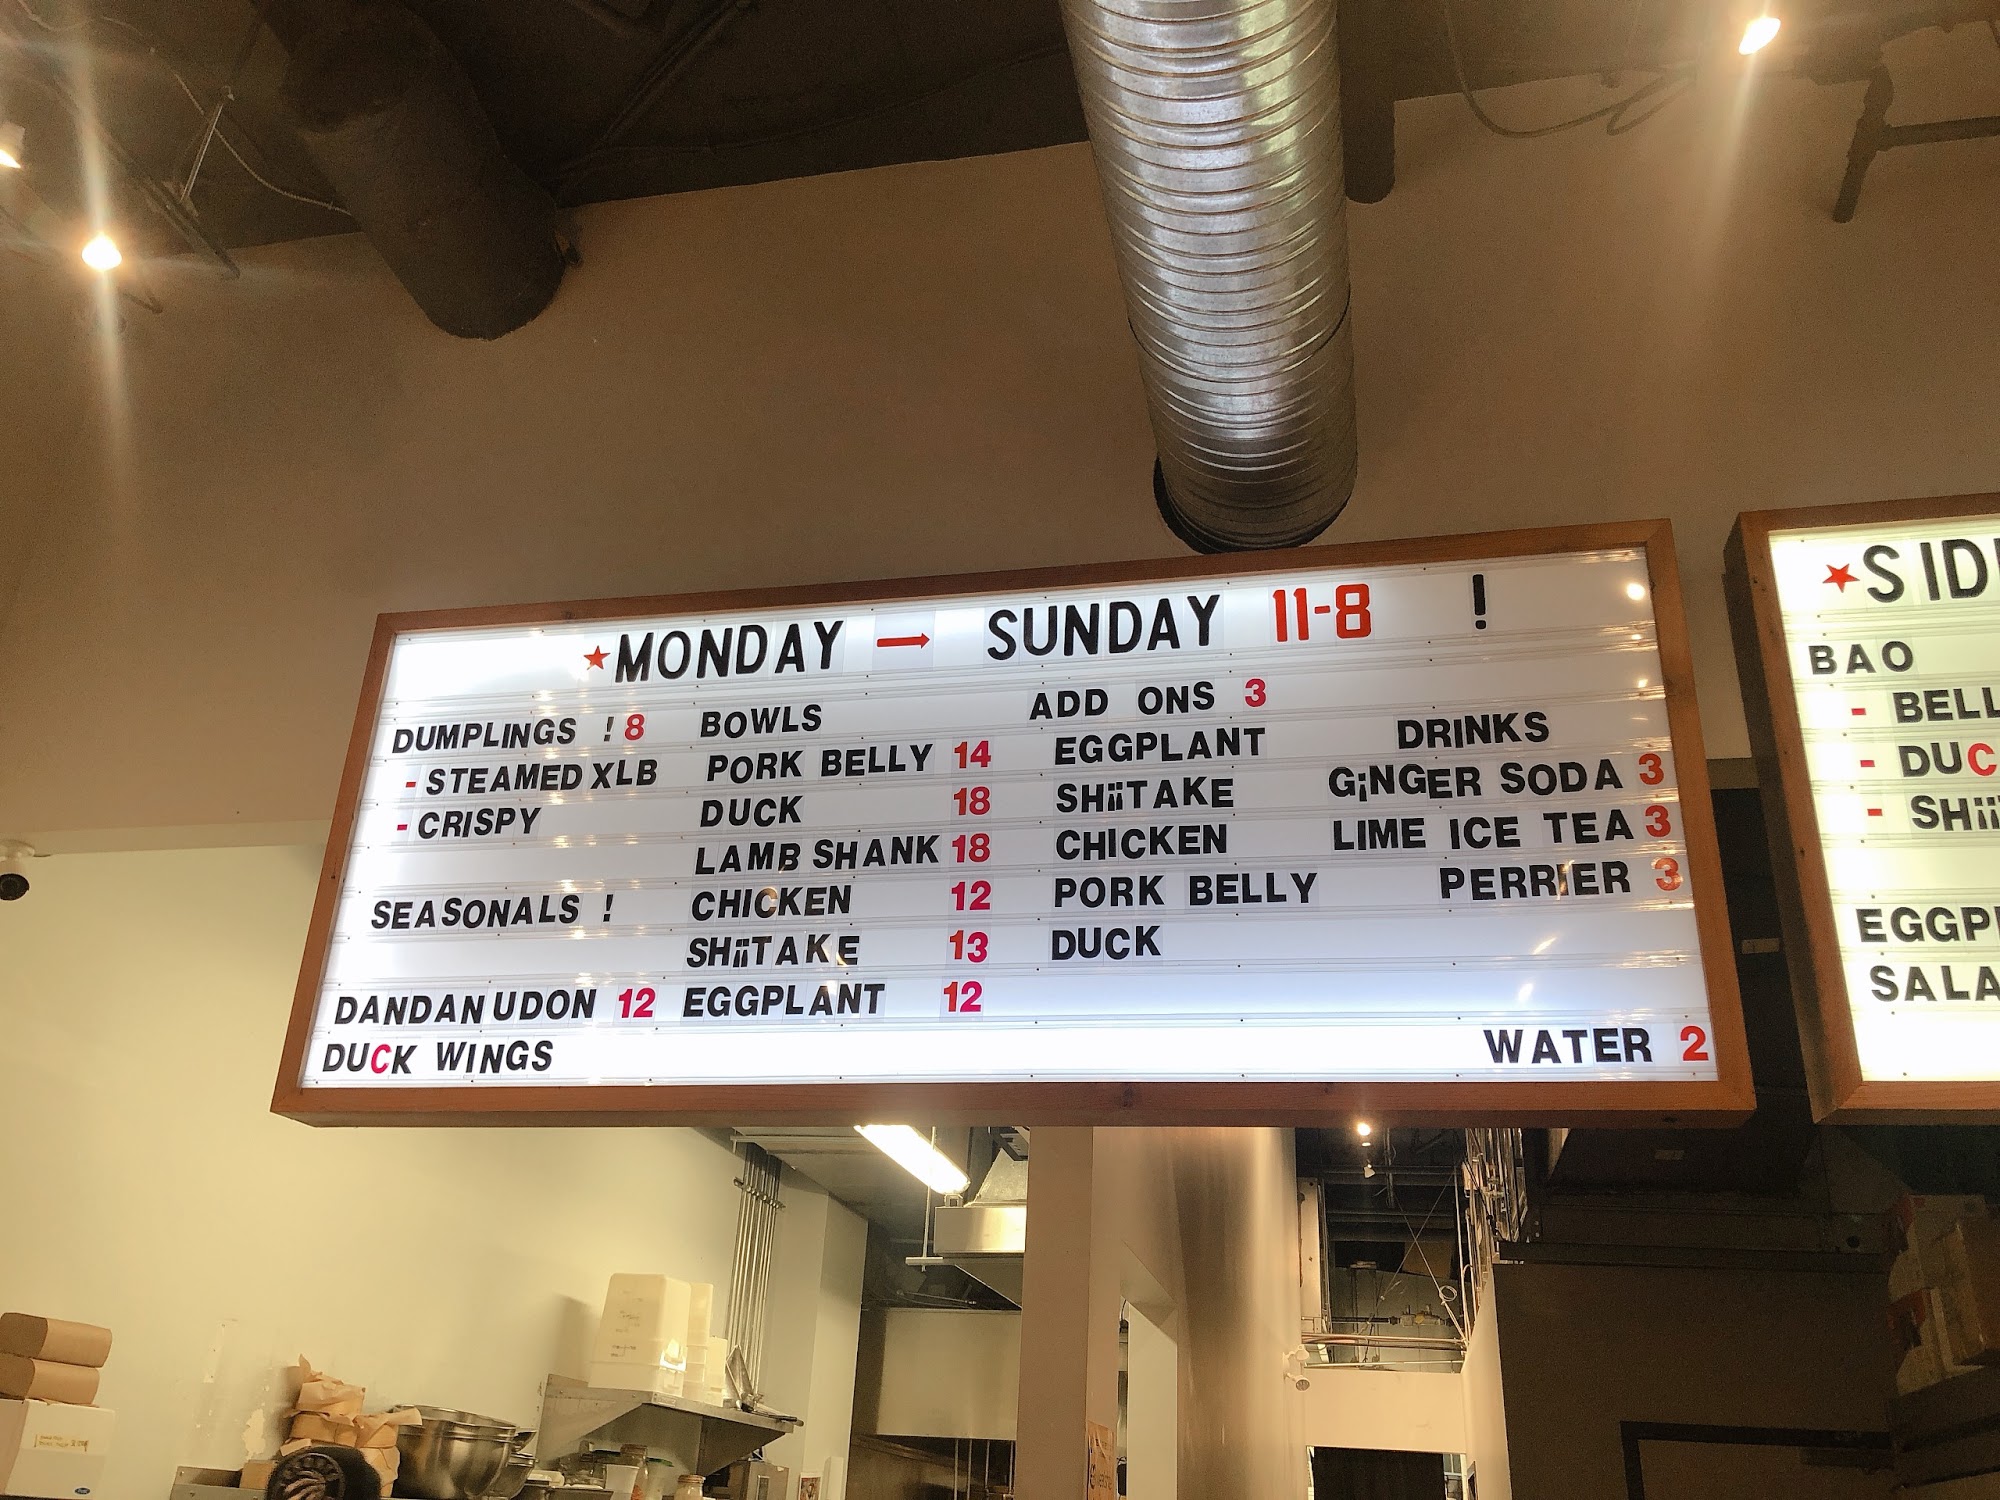 ★MONDAY → SUNDAY 11-8 !
DUMPLINGS ! 8
- STEAMED XLB
- CRISPY
SEASONALS !
DANDAN UDON 12
DUCK WINGS
BOWLS
PORK BELLY 14
DUCK 18
LAMB SHANK 18
CHICKEN 12
SHiiTAKE 13
EGGPLANT 12
ADD ONS 3
EGGPLANT
SHiiTAKE
CHICKEN
PORK BELLY
DUCK
DRINKS
GiNGER SODA 3
LIME ICE TEA 3
PERRIER 3
WATER 2
★SID
BAO
- BELL
- DUC
- SHii
EGGP
SALA